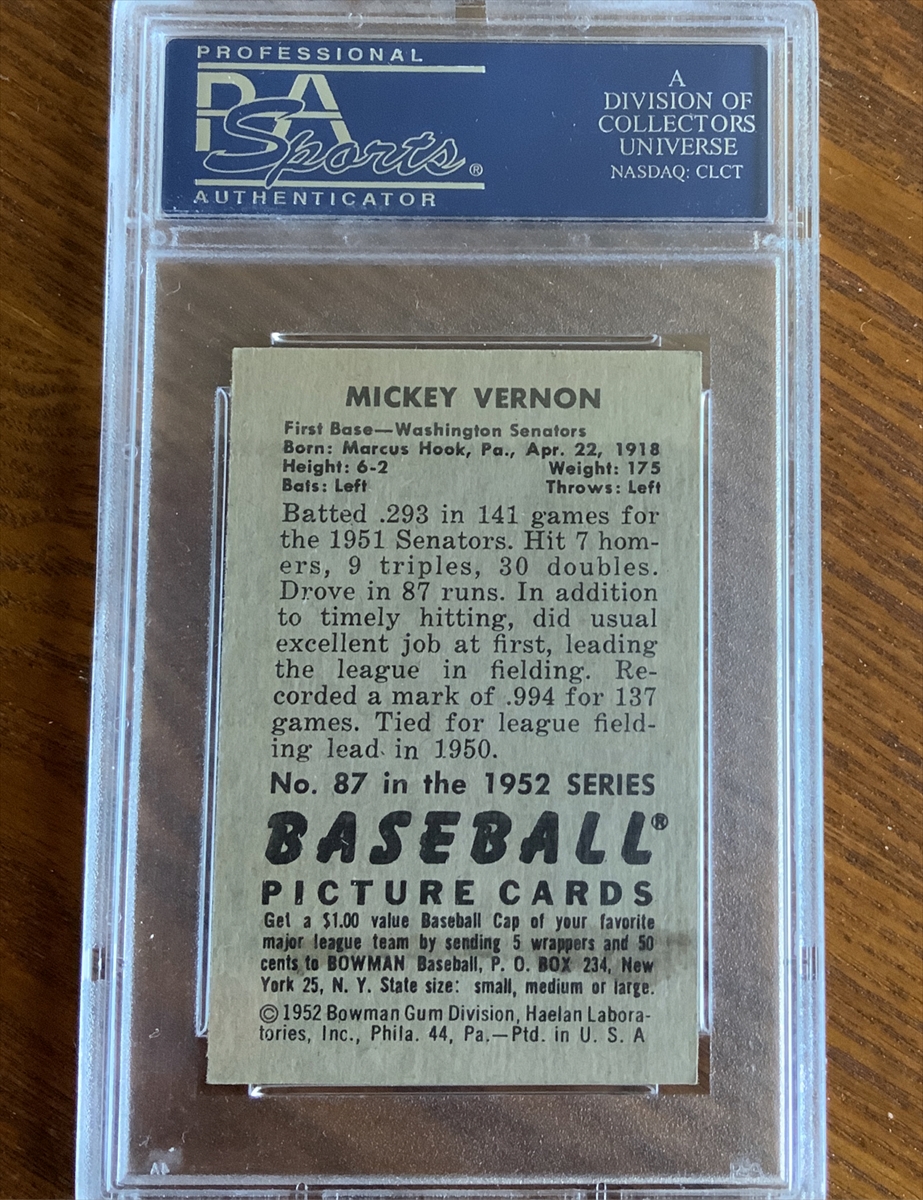 PROFESSIONAL
PSA
Sports®
AUTHENTICATOR
A
DIVISION OF
COLLECTORS
UNIVERSE
NASDAQ: CLCT
MICKEY VERNON
First Base—Washington Senators
Born: Marcus Hook, Pa., Apr. 22, 1918
Height: 6-2 Weight: 175
Bats: Left Throws: Left
Batted .293 in 141 games for
the 1951 Senators. Hit 7 hom-
ers, 9 triples, 30 doubles.
Drove in 87 runs. In addition
to timely hitting, did usual
excellent job at first, leading
the league in fielding. Re-
corded a mark of .994 for 137
games. Tied for league field-
ing lead in 1950.
No. 87 in the 1952 SERIES
BASEBALL®
PICTURE CARDS
Get a $1.00 value Baseball Cap of your favorite
major league team by sending 5 wrappers and 50
cents to BOWMAN Baseball, P. O. BOX 234, New
York 25, N. Y. State size: small, medium or large.
©1952 Bowman Gum Division, Haelan Labora-
tories, Inc., Phila. 44, Pa.—Ptd. in U. S. A